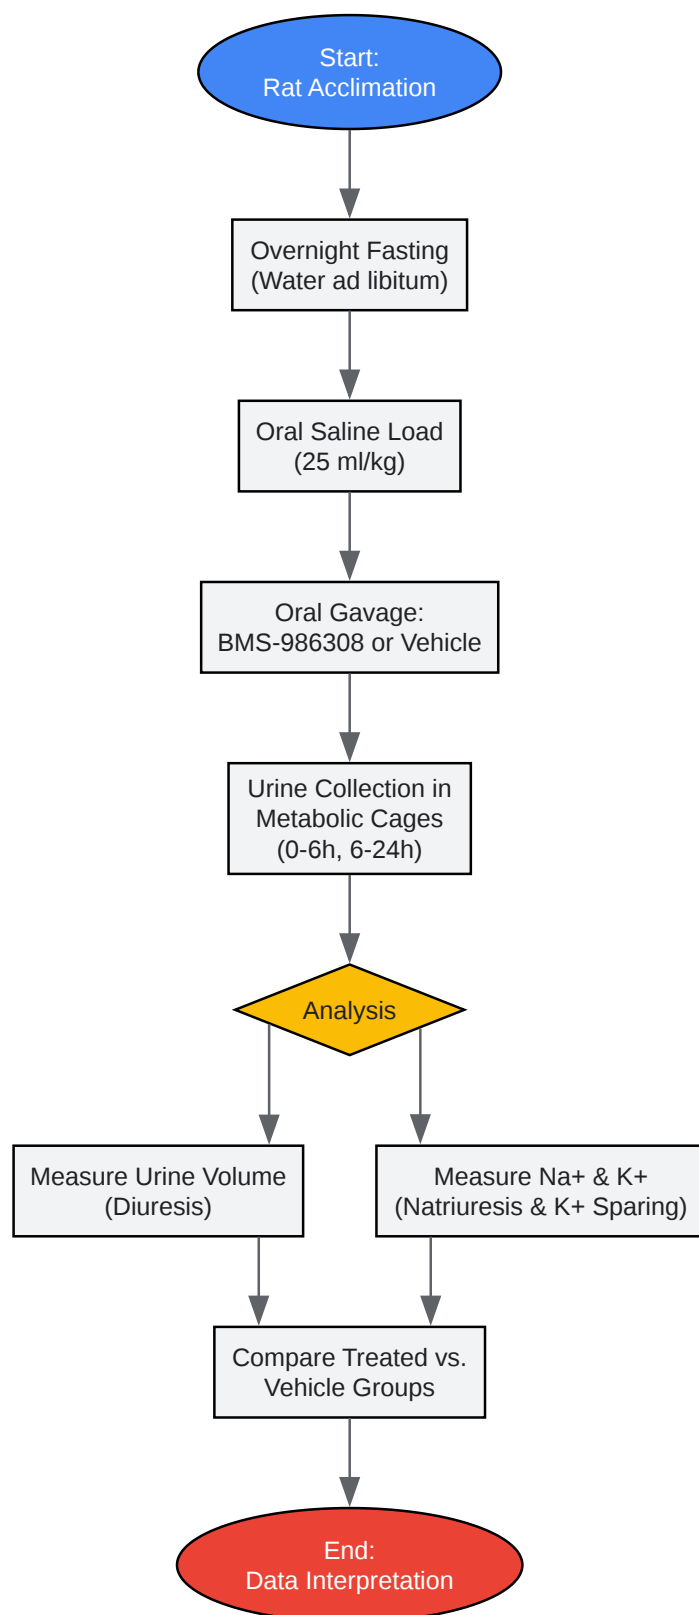 Start:
Rat Acclimation
Overnight Fasting
(Water ad libitum)
Oral Saline Load
(25 ml/kg)
Oral Gavage:
BMS-986308 or Vehicle
Urine Collection in
Metabolic Cages
(0-6h, 6-24h)
Analysis
Measure Urine Volume
(Diuresis)
Measure Na+ & K+
(Natriuresis & K+ Sparing)
Compare Treated vs.
Vehicle Groups
End:
Data Interpretation